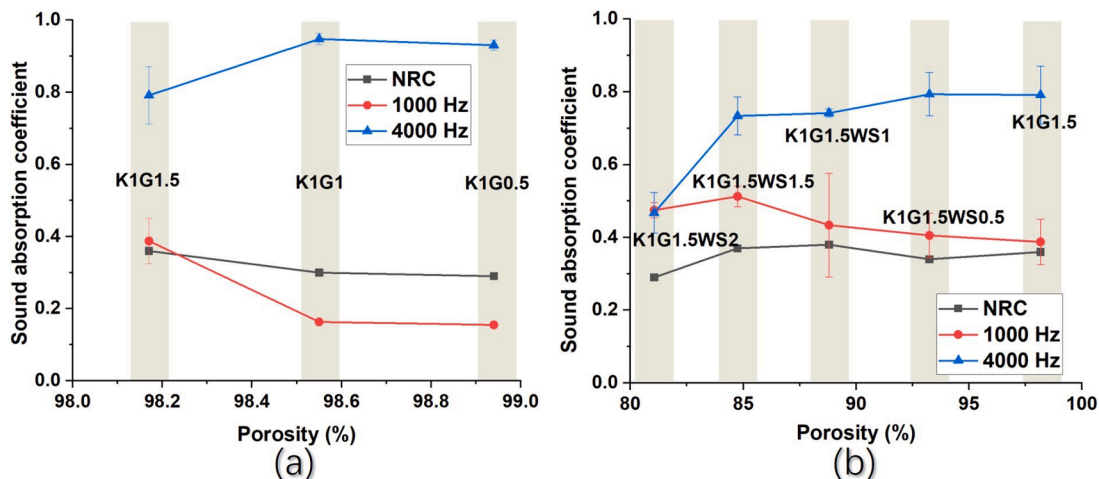 1.0
0.8
0.6
0.4
0.2
0.0
Sound absorption coefficient
NRC
1000 Hz
4000 Hz
K1G1.5
K1G1
K1G0.5
98.0 98.2 98.4 98.6 98.8 99.0
Porosity (%)
(a)
1.0
0.8
0.6
0.4
0.2
0.0
Sound absorption coefficient
K1G1.5
K1G1.5WS1
K1G1.5WS1.5
K1G1.5WS0.5
K1G1.5WS2
NRC
1000 Hz
4000 Hz
80 85 90 95 100
Porosity (%)
(b)